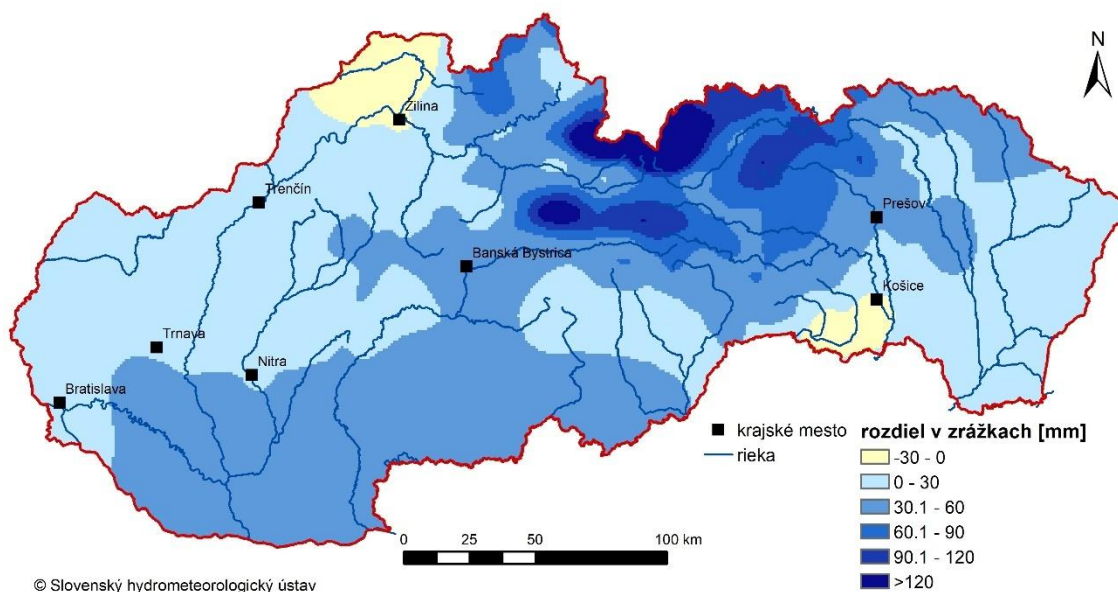 N
Žilina
Trenčín
Prešov
Banská Bystrica
Košice
Trnava
Nitra
Bratislava
krajské mesto
rieka
rozdiel v zrážkach [mm]
-30 - 0
0 - 30
30.1 - 60
60.1 - 90
90.1 - 120
>120
0 25 50 100 km
© Slovenský hydrometeorologický ústav